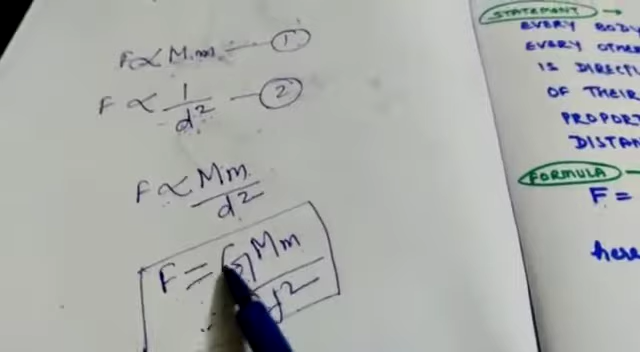 F ∝ M.m — 1
F ∝ 1/d² — 2
F ∝ Mm/d²
F = G Mm/d²
STATEMENT →
EVERY BODY
EVERY OTHE
IS DIRECTL
OF THEIR
PROPORT
DISTAN
FORMULA →
F =
here